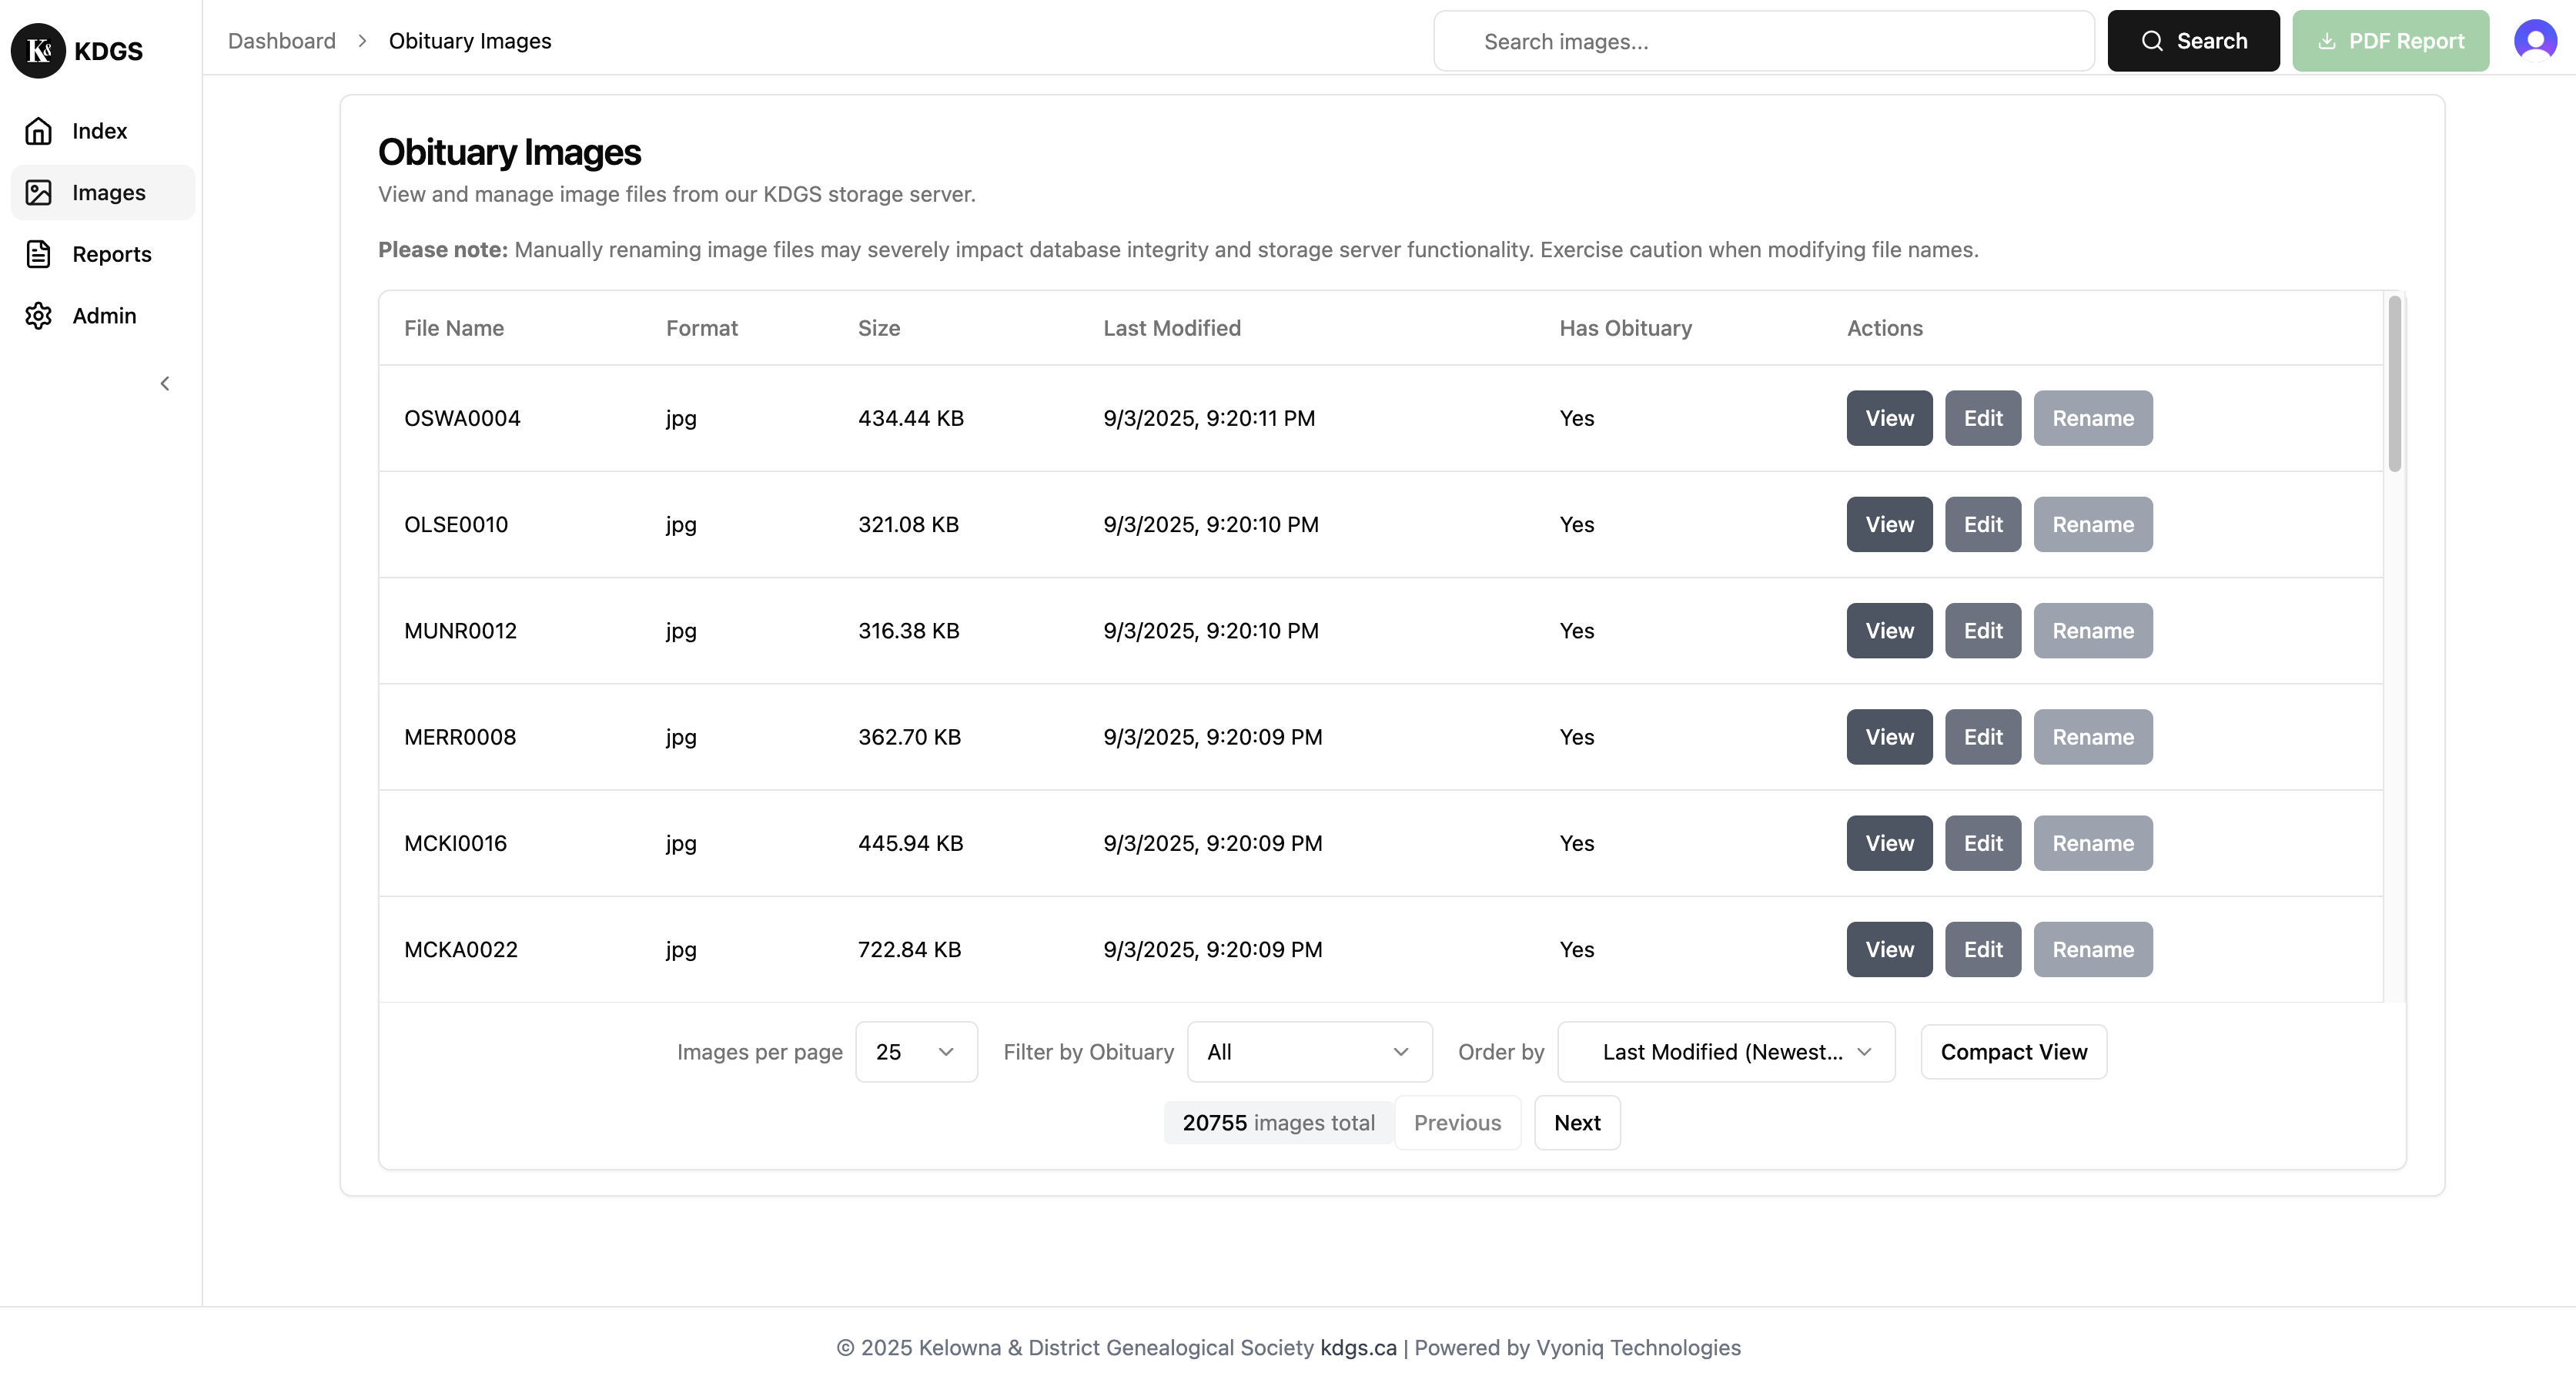 K& KDGS
Dashboard > Obituary Images
Search images...
Search
PDF Report
Index
Images
Reports
Admin
Obituary Images
View and manage image files from our KDGS storage server.
Please note: Manually renaming image files may severely impact database integrity and storage server functionality. Exercise caution when modifying file names.
File Name Format Size Last Modified Has Obituary Actions
OSWA0004 jpg 434.44 KB 9/3/2025, 9:20:11 PM Yes View Edit Rename
OLSE0010 jpg 321.08 KB 9/3/2025, 9:20:10 PM Yes View Edit Rename
MUNR0012 jpg 316.38 KB 9/3/2025, 9:20:10 PM Yes View Edit Rename
MERR0008 jpg 362.70 KB 9/3/2025, 9:20:09 PM Yes View Edit Rename
MCKI0016 jpg 445.94 KB 9/3/2025, 9:20:09 PM Yes View Edit Rename
MCKA0022 jpg 722.84 KB 9/3/2025, 9:20:09 PM Yes View Edit Rename
Images per page 25 Filter by Obituary All Order by Last Modified (Newest... Compact View
20755 images total Previous Next
© 2025 Kelowna & District Genealogical Society kdgs.ca | Powered by Vyoniq Technologies